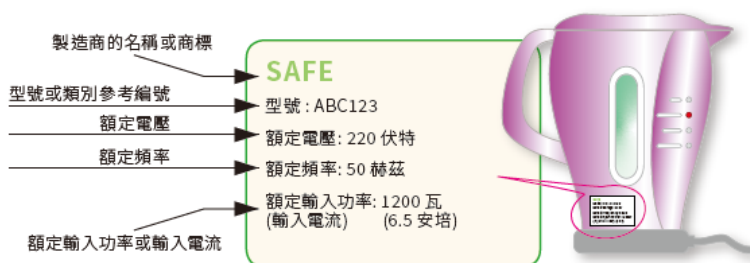 製造商的名稱或商標
SAFE
型號或類別參考編號
型號 : ABC123
額定電壓
額定電壓: 220 伏特
額定頻率
額定頻率: 50 赫茲
額定輸入功率: 1200 瓦
(輸入電流) (6.5 安培)
額定輸入功率或輸入電流